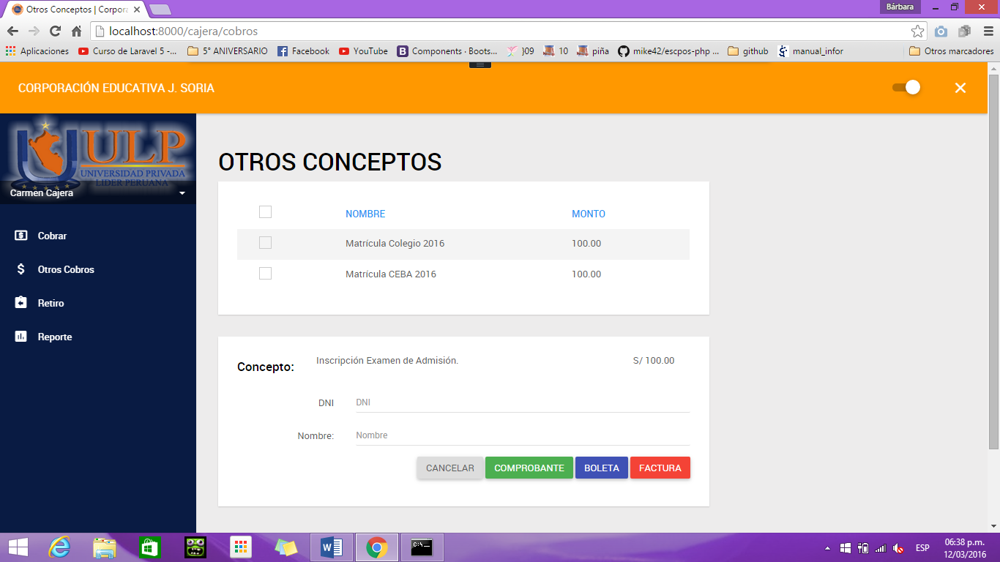 Otros Conceptos | Corpora
Bárbara
localhost:8000/cajera/cobros
Aplicaciones Curso de Laravel 5 -... 5° ANIVERSARIO Facebook YouTube Components · Boots... )09 10 piña mike42/escpos-php ... github manual_infor Otros marcadores
CORPORACIÓN EDUCATIVA J. SORIA
ULP
UNIVERSIDAD PRIVADA
LIDER PERUANA
Carmen Cajera
Cobrar
Otros Cobros
Retiro
Reporte
OTROS CONCEPTOS
NOMBRE MONTO
Matrícula Colegio 2016 100.00
Matrícula CEBA 2016 100.00
Concepto: Inscripción Examen de Admisión. S/ 100.00
DNI DNI
Nombre: Nombre
CANCELAR COMPROBANTE BOLETA FACTURA
ESP
06:38 p.m.
12/03/2016